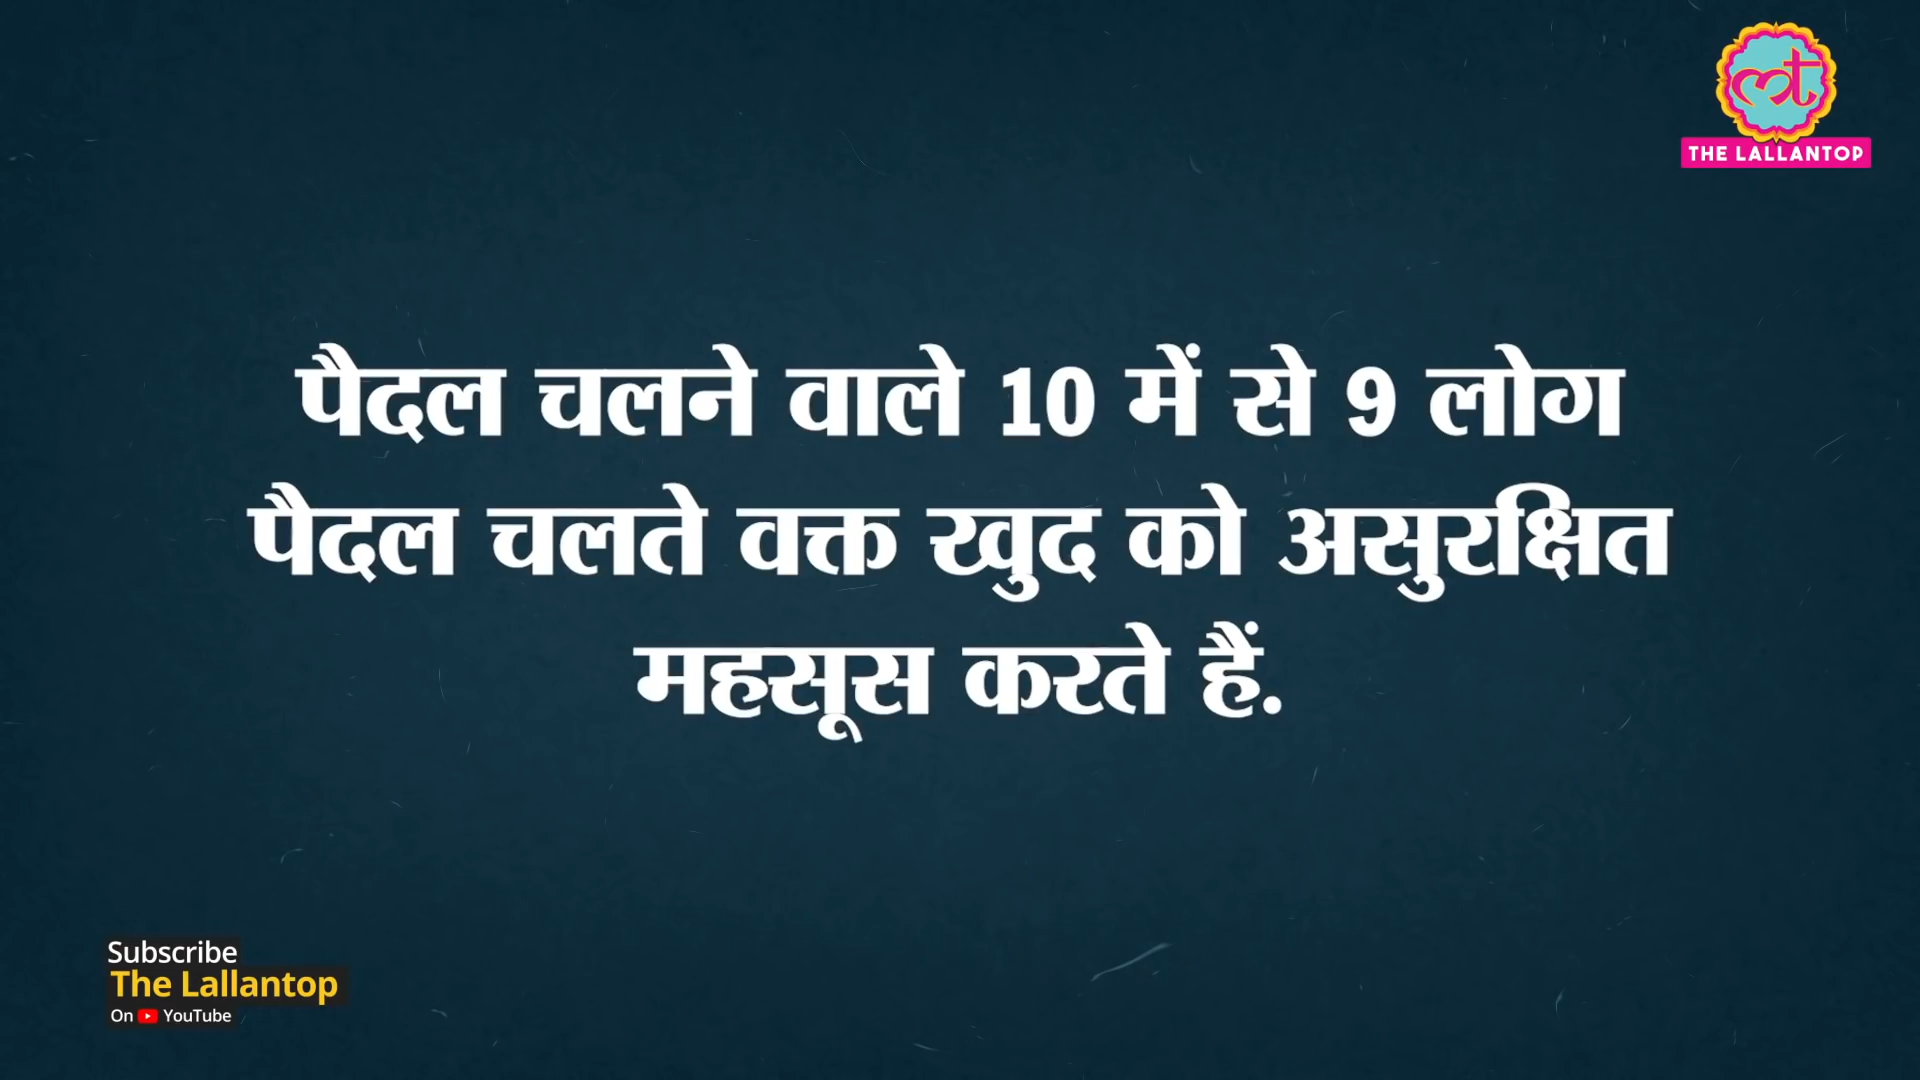 THE LALLANTOP
पैदल चलने वाले 10 में से 9 लोग
पैदल चलते वक्त खुद को असुरक्षित
महसूस करते हैं.
Subscribe
The Lallantop
On YouTube